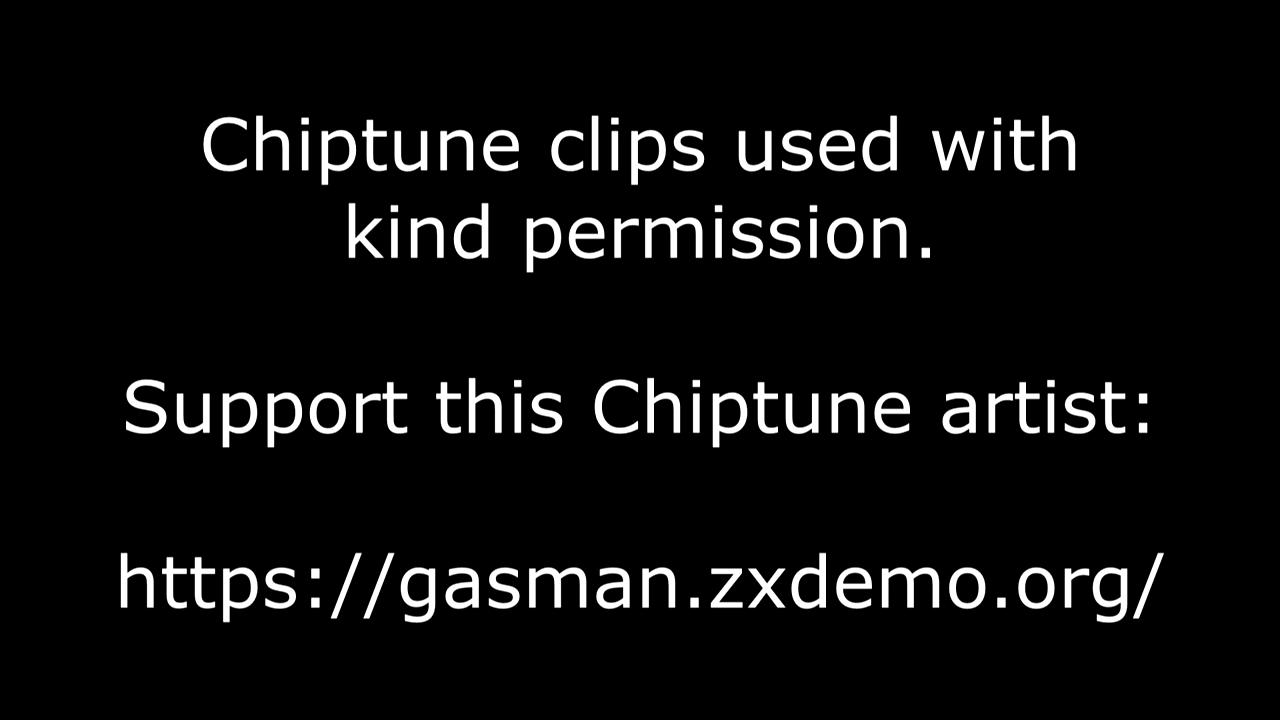 Chiptune clips used with
kind permission.
Support this Chiptune artist:
https://gasman.zxdemo.org/